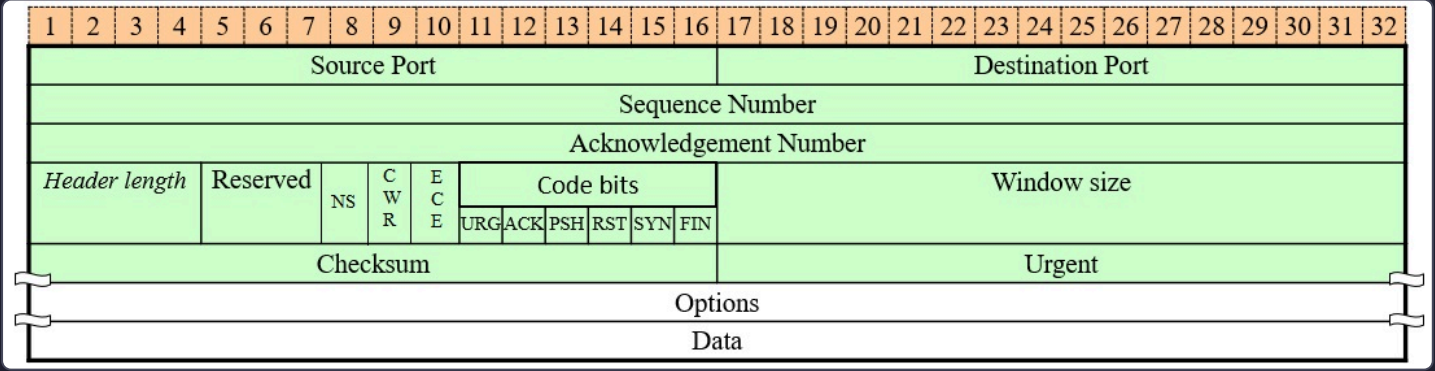 1 2 3 4 5 6 7 8 9 10 11 12 13 14 15 16 17 18 19 20 21 22 23 24 25 26 27 28 29 30 31 32
Source Port Destination Port
Sequence Number
Acknowledgement Number
Header length Reserved NS CWR ECE Code bits Window size
URG ACK PSH RST SYN FIN
Checksum Urgent
Options
Data